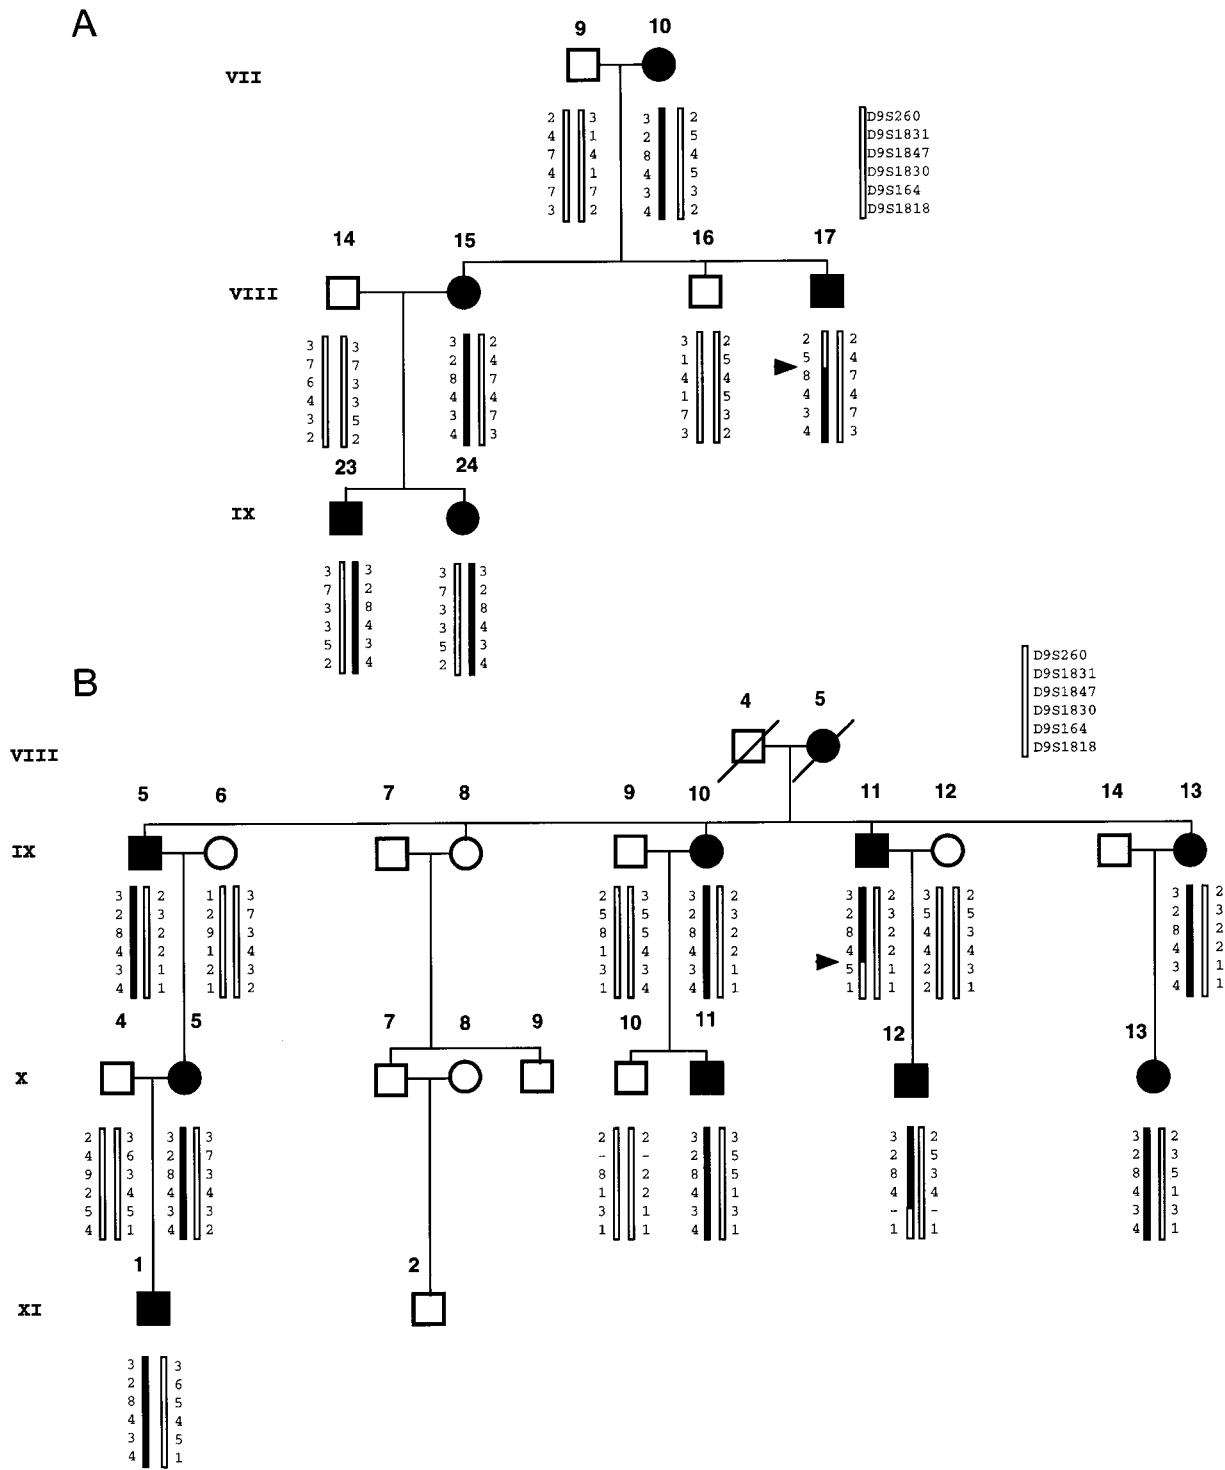 A
9 10
VII
2 3 3 2 D9S260
4 1 2 5 D9S1831
7 4 8 4 D9S1847
4 1 4 5 D9S1830
7 7 3 3 D9S164
3 2 4 2 D9S1818
14 15 16 17
VIII
3 3 3 2 3 2 2 2
7 7 2 4 1 5 5 4
6 3 8 7 4 4 8 7
4 3 4 4 1 5 4 4
3 5 3 7 7 3 3 7
2 2 4 3 3 2 4 3
23 24
IX
3 3 3 3
7 2 7 2
3 8 3 8
3 4 3 4
5 3 5 3
2 4 2 4
B
D9S260
D9S1831
D9S1847
D9S1830
D9S164
D9S1818
4 5
VIII
5 6 7 8 9 10 11 12 14 13
IX
3 2 1 3 2 3 3 2 3 2 3 2 3 2
2 3 2 7 5 5 2 3 2 3 5 5 2 3
8 2 9 3 8 5 8 2 8 2 4 3 8 2
4 2 1 4 1 4 4 2 4 2 4 4 4 2
3 1 2 3 3 3 3 1 5 1 2 3 3 1
4 1 1 2 1 4 4 1 1 1 2 1 4 1
4 5 7 8 9 10 11 12 13
X
2 3 3 3 2 2 3 3 3 2 3 2
4 6 2 7 - - 2 5 2 5 2 3
9 3 8 3 8 2 8 5 8 3 8 5
2 4 4 4 1 2 4 1 4 4 4 1
5 5 3 3 3 1 3 3 - - 3 3
4 1 4 2 1 1 4 1 1 1 4 1
1 2
XI
3 3
2 6
8 5
4 4
3 5
4 1